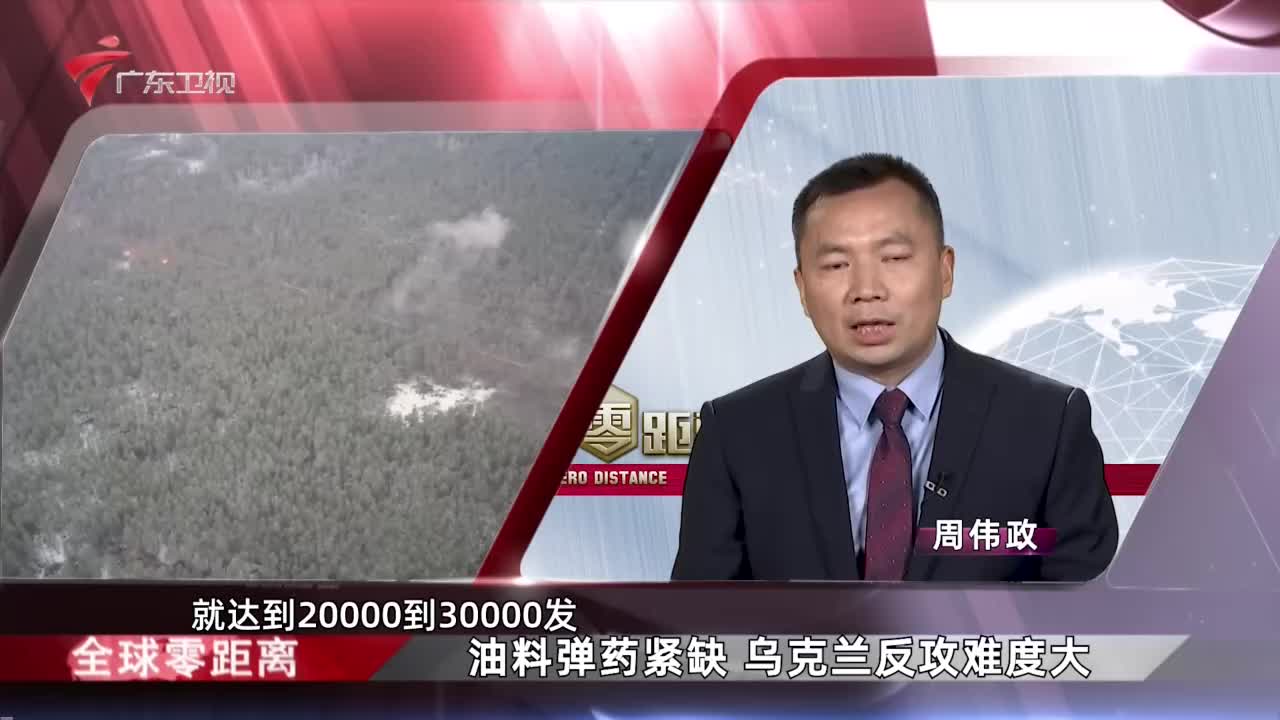 广东卫视
零距
ERO DISTANCE
周伟政
就达到20000到30000发
全球零距离
油料弹药紧缺 乌克兰反攻难度大